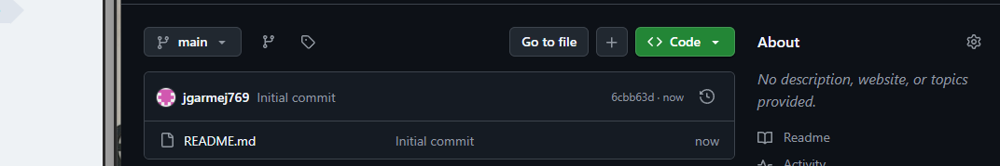 main
Go to file
Code
About
jgarmej769 Initial commit 6cbb63d · now
No description, website, or topics
provided.
README.md Initial commit now
Readme
Activity